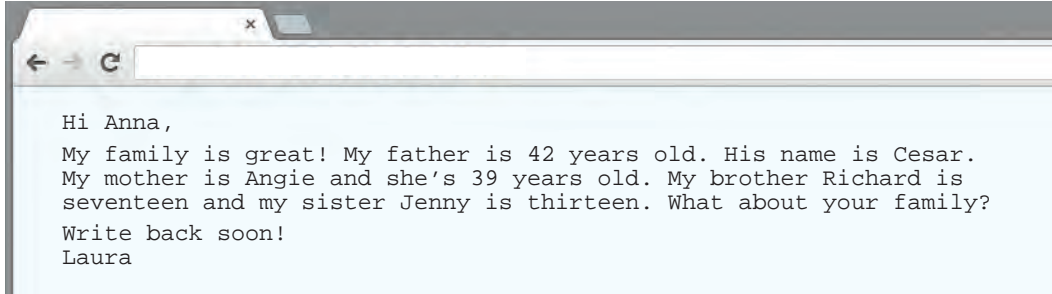 Hi Anna,
My family is great! My father is 42 years old. His name is Cesar.
My mother is Angie and she's 39 years old. My brother Richard is
seventeen and my sister Jenny is thirteen. What about your family?
Write back soon!
Laura